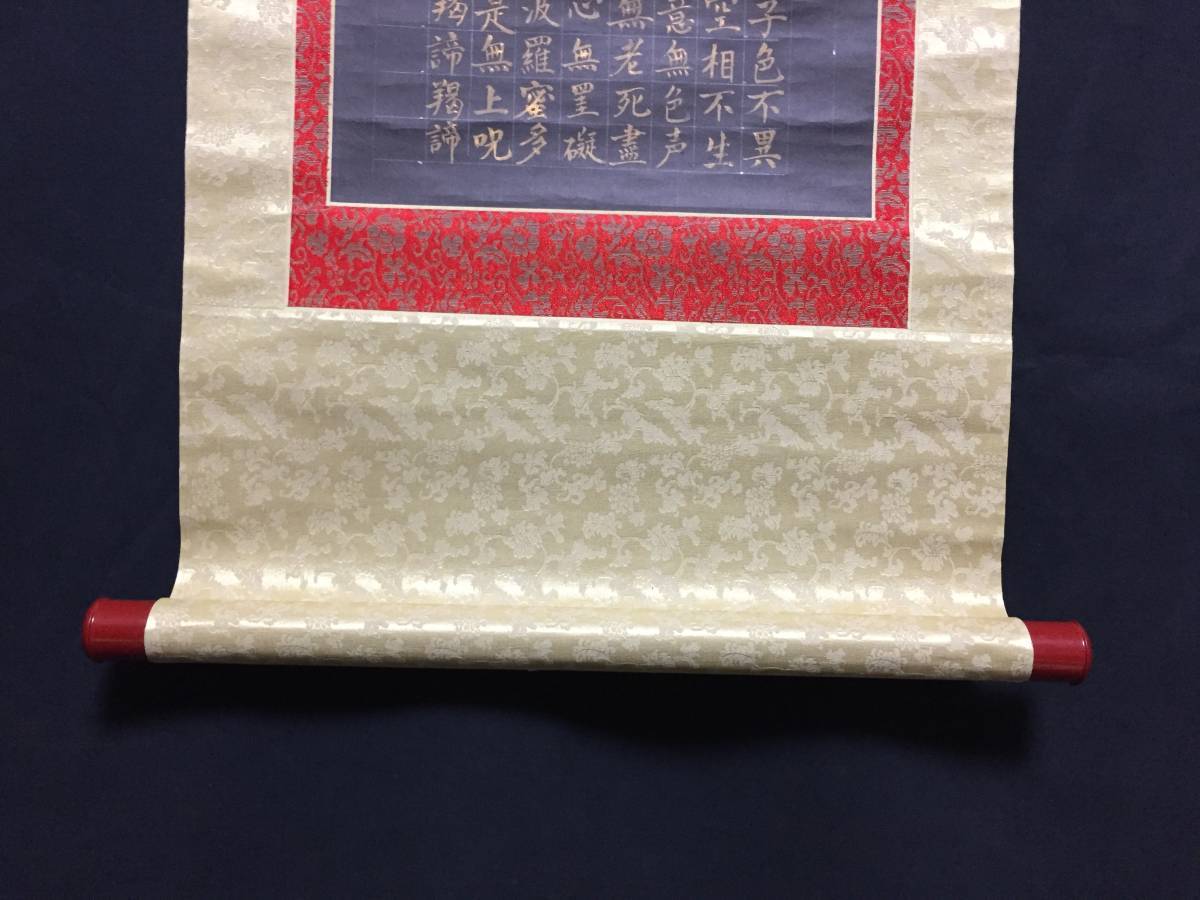 子色不異
空相不生
意無色声
無老死盡
心無罣礙
波羅蜜多
是無上呪
羯諦羯諦